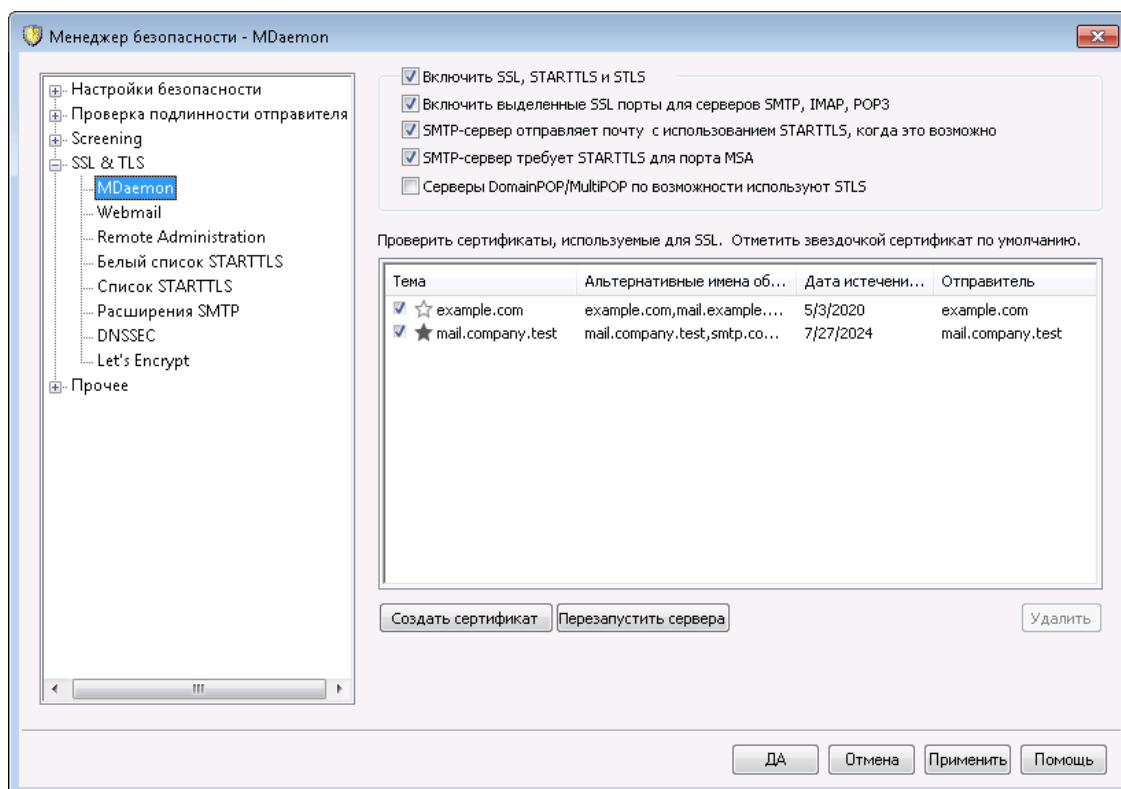 Менеджер безопасности - MDaemon
Настройки безопасности
Проверка подлинности отправителя
Screening
SSL & TLS
MDaemon
Webmail
Remote Administration
Белый список STARTTLS
Список STARTTLS
Расширения SMTP
DNSSEC
Let's Encrypt
Прочее
Включить SSL, STARTTLS и STLS
Включить выделенные SSL порты для серверов SMTP, IMAP, POP3
SMTP-сервер отправляет почту с использованием STARTTLS, когда это возможно
SMTP-сервер требует STARTTLS для порта MSA
Серверы DomainPOP/MultiPOP по возможности используют STLS
Проверить сертификаты, используемые для SSL. Отметить звездочкой сертификат по умолчанию.
Тема Альтернативные имена об... Дата истечени... Отправитель
example.com example.com,mail.example.... 5/3/2020 example.com
mail.company.test mail.company.test,smtp.co... 7/27/2024 mail.company.test
Создать сертификат Перезапустить сервера Удалить
ДА Отмена Применить Помощь